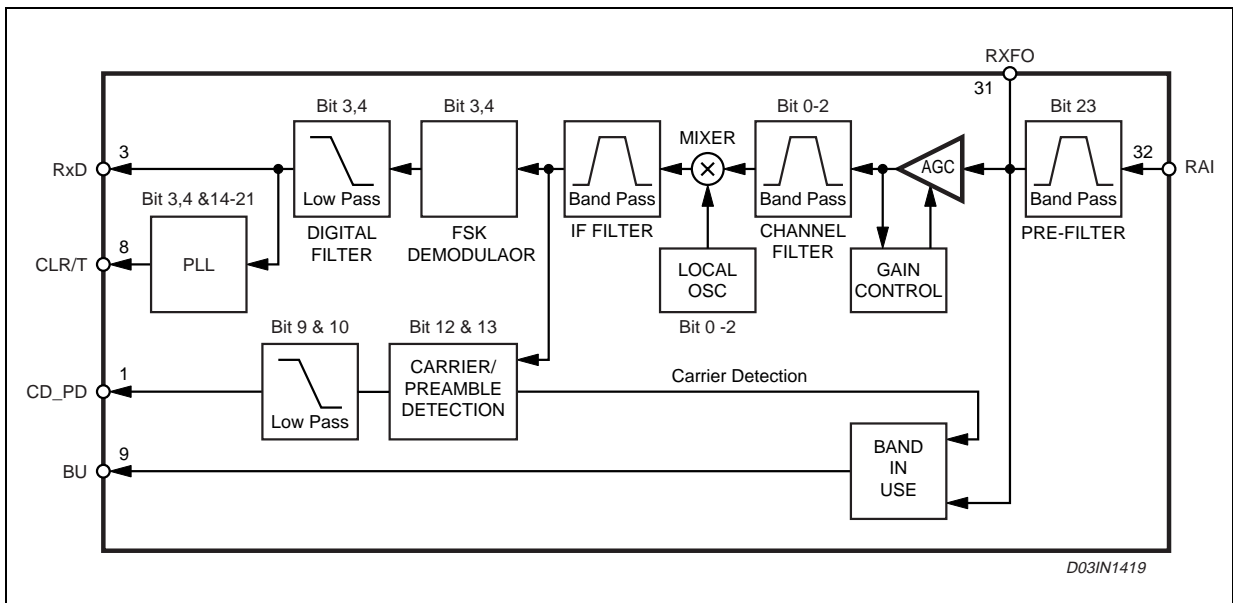 RXFO
31
Bit 3,4
Bit 3,4
Bit 0-2
Bit 23
MIXER
AGC
3
RxD
32
RAI
Low Pass
Band Pass
Band Pass
Band Pass
Bit 3,4 &14-21
DIGITAL
FILTER
FSK
DEMODULAOR
IF FILTER
CHANNEL
FILTER
PRE-FILTER
8
CLR/T
PLL
LOCAL
OSC
GAIN
CONTROL
Bit 9 & 10
Bit 12 & 13
Bit 0 -2
1
CD_PD
Low Pass
CARRIER/
PREAMBLE
DETECTION
Carrier Detection
9
BU
BAND
IN
USE
D03IN1419